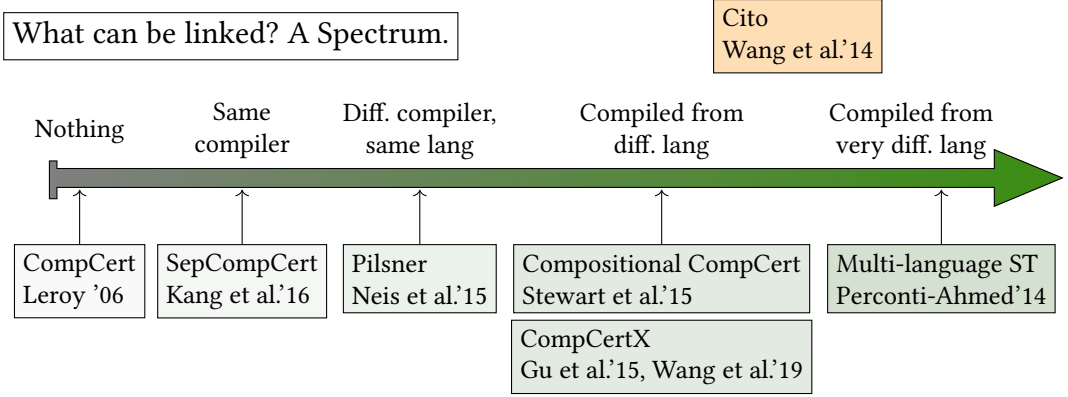 What can be linked? A Spectrum.
Cito
Wang et al.’14
Nothing
Same
compiler
Diff. compiler,
same lang
Compiled from
diff. lang
Compiled from
very diff. lang
CompCert
Leroy ’06
SepCompCert
Kang et al.’16
Pilsner
Neis et al.’15
Compositional CompCert
Stewart et al.’15
CompCertX
Gu et al.’15, Wang et al.’19
Multi-language ST
Perconti-Ahmed’14